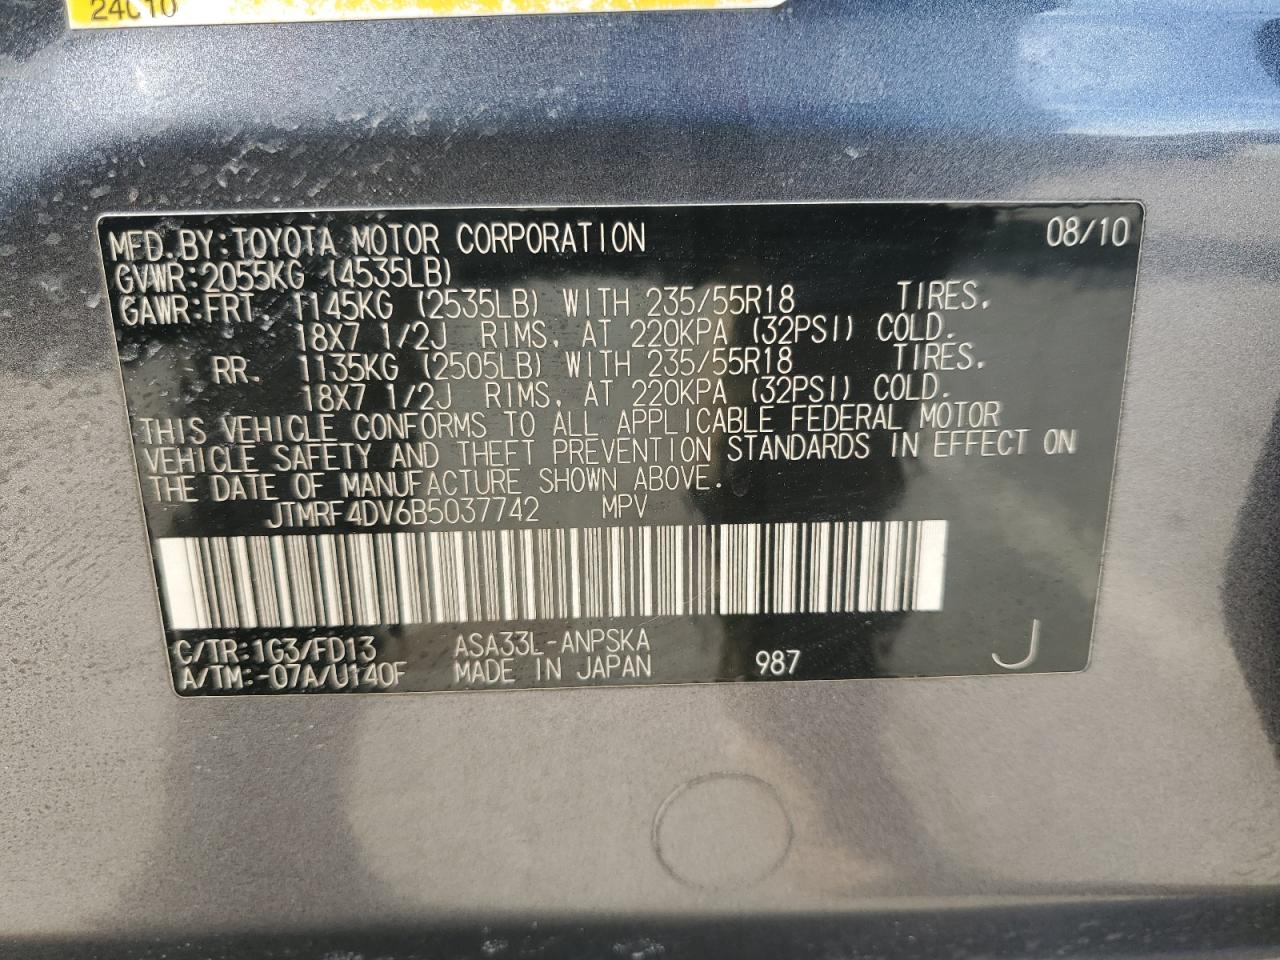 24C10
MFD.BY:TOYOTA MOTOR CORPORATION 08/10
GVWR:2055KG (4535LB)
GAWR:FRT 1145KG (2535LB) WITH 235/55R18 TIRES,
18X7 1/2J RIMS, AT 220KPA (32PSI) COLD.
RR. 1135KG (2505LB) WITH 235/55R18 TIRES,
18X7 1/2J RIMS, AT 220KPA (32PSI) COLD.
THIS VEHICLE CONFORMS TO ALL APPLICABLE FEDERAL MOTOR
VEHICLE SAFETY AND THEFT PREVENTION STANDARDS IN EFFECT ON
THE DATE OF MANUFACTURE SHOWN ABOVE.
JTMRF4DV6B5037742 MPV
C/TR:1G3/FD13 ASA33L-ANPSKA
A/TM:-07A/U140F MADE IN JAPAN 987 J